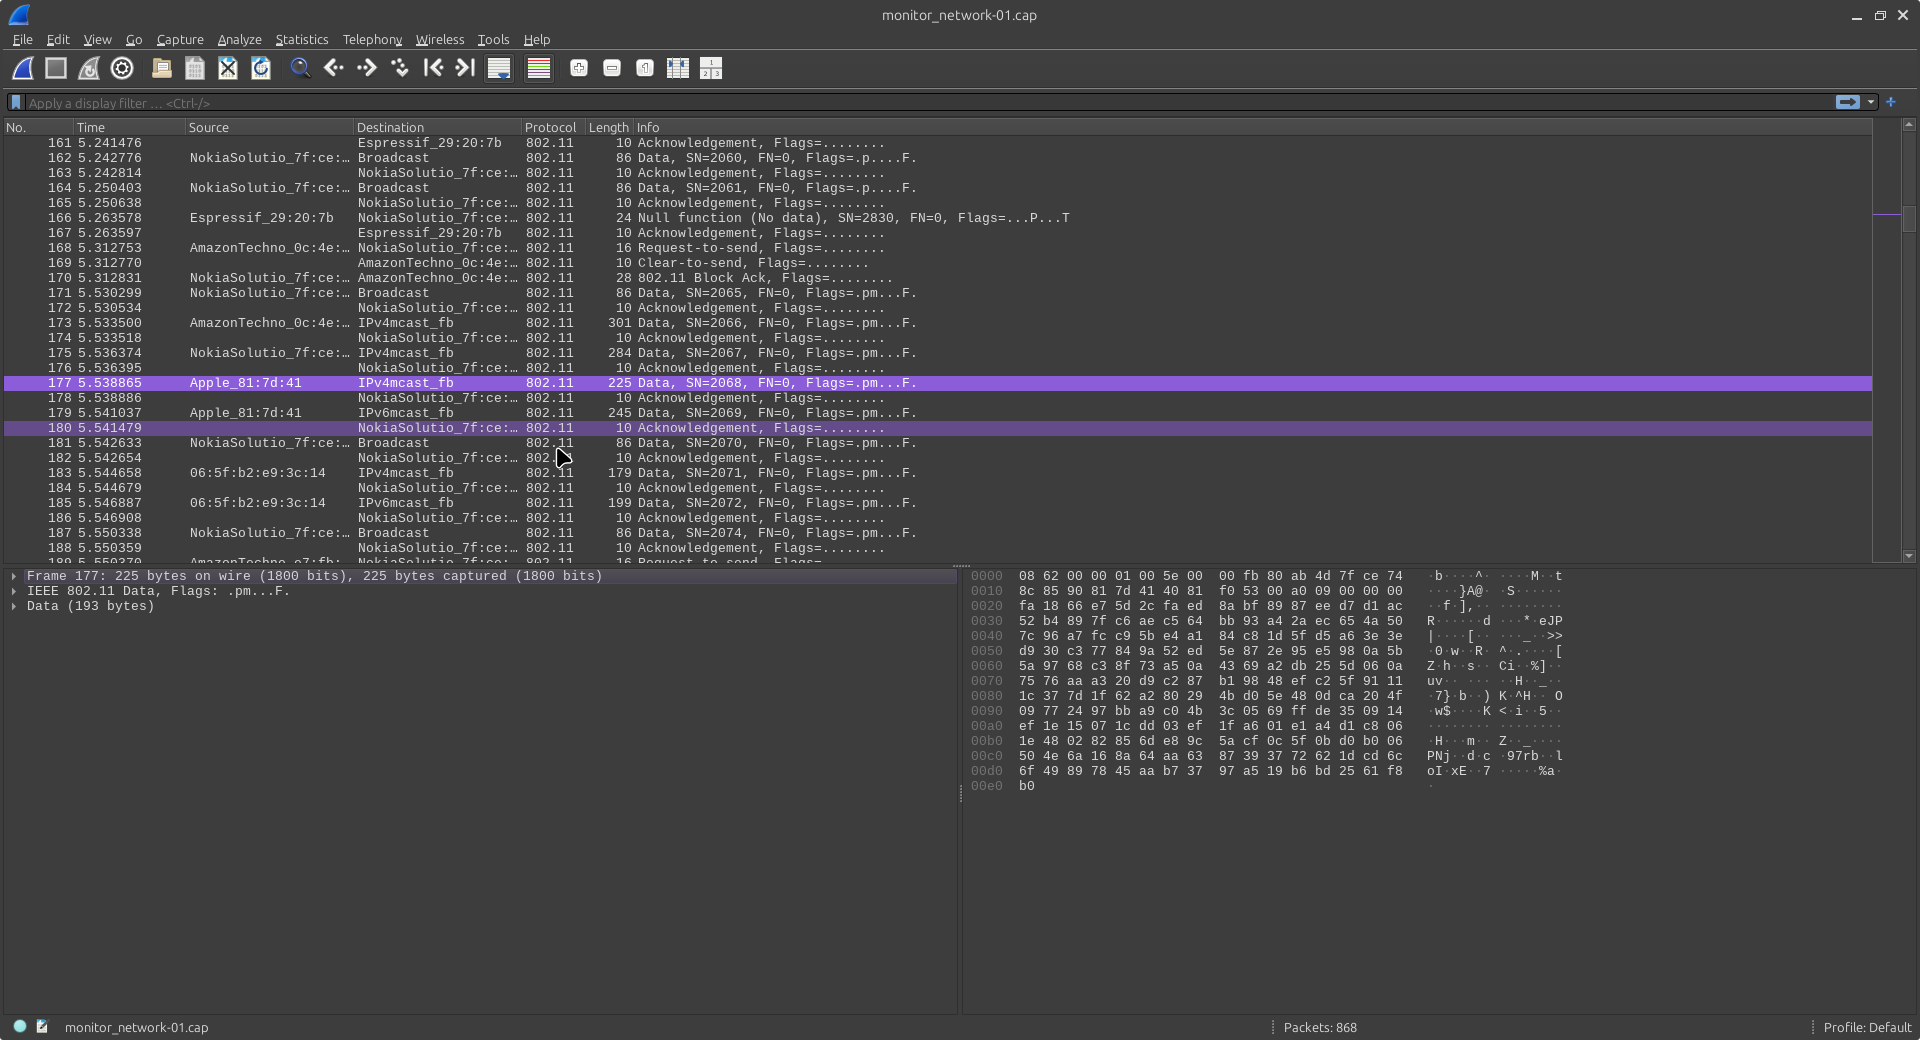 monitor_network-01.cap
File Edit View Go Capture Analyze Statistics Telephony Wireless Tools Help
Apply a display filter … <Ctrl-/>
No. Time Source Destination Protocol Length Info
161 5.241476 Espressif_29:20:7b 802.11 10 Acknowledgement, Flags=........
162 5.242776 NokiaSolutio_7f:ce:… Broadcast 802.11 86 Data, SN=2060, FN=0, Flags=.p....F.
163 5.242814 NokiaSolutio_7f:ce:… 802.11 10 Acknowledgement, Flags=........
164 5.250403 NokiaSolutio_7f:ce:… Broadcast 802.11 86 Data, SN=2061, FN=0, Flags=.p....F.
165 5.250638 NokiaSolutio_7f:ce:… 802.11 10 Acknowledgement, Flags=........
166 5.263578 Espressif_29:20:7b NokiaSolutio_7f:ce:… 802.11 24 Null function (No data), SN=2830, FN=0, Flags=...P...T
167 5.263597 Espressif_29:20:7b 802.11 10 Acknowledgement, Flags=........
168 5.312753 AmazonTechno_0c:4e:… NokiaSolutio_7f:ce:… 802.11 16 Request-to-send, Flags=........
169 5.312770 AmazonTechno_0c:4e:… 802.11 10 Clear-to-send, Flags=........
170 5.312831 NokiaSolutio_7f:ce:… AmazonTechno_0c:4e:… 802.11 28 802.11 Block Ack, Flags=........
171 5.530299 NokiaSolutio_7f:ce:… Broadcast 802.11 86 Data, SN=2065, FN=0, Flags=.pm...F.
172 5.530534 NokiaSolutio_7f:ce:… 802.11 10 Acknowledgement, Flags=........
173 5.533500 AmazonTechno_0c:4e:… IPv4mcast_fb 802.11 301 Data, SN=2066, FN=0, Flags=.pm...F.
174 5.533518 NokiaSolutio_7f:ce:… 802.11 10 Acknowledgement, Flags=........
175 5.536374 NokiaSolutio_7f:ce:… IPv4mcast_fb 802.11 284 Data, SN=2067, FN=0, Flags=.pm...F.
176 5.536395 NokiaSolutio_7f:ce:… 802.11 10 Acknowledgement, Flags=........
177 5.538865 Apple_81:7d:41 IPv4mcast_fb 802.11 225 Data, SN=2068, FN=0, Flags=.pm...F.
178 5.538886 NokiaSolutio_7f:ce:… 802.11 10 Acknowledgement, Flags=........
179 5.541037 Apple_81:7d:41 IPv6mcast_fb 802.11 245 Data, SN=2069, FN=0, Flags=.pm...F.
180 5.541479 NokiaSolutio_7f:ce:… 802.11 10 Acknowledgement, Flags=........
181 5.542633 NokiaSolutio_7f:ce:… Broadcast 802.11 86 Data, SN=2070, FN=0, Flags=.pm...F.
182 5.542654 NokiaSolutio_7f:ce:… 802. 10 Acknowledgement, Flags=........
183 5.544658 06:5f:b2:e9:3c:14 IPv4mcast_fb 802.11 179 Data, SN=2071, FN=0, Flags=.pm...F.
184 5.544679 NokiaSolutio_7f:ce:… 802.11 10 Acknowledgement, Flags=........
185 5.546887 06:5f:b2:e9:3c:14 IPv6mcast_fb 802.11 199 Data, SN=2072, FN=0, Flags=.pm...F.
186 5.546908 NokiaSolutio_7f:ce:… 802.11 10 Acknowledgement, Flags=........
187 5.550338 NokiaSolutio_7f:ce:… Broadcast 802.11 86 Data, SN=2074, FN=0, Flags=.pm...F.
188 5.550359 NokiaSolutio_7f:ce:… 802.11 10 Acknowledgement, Flags=........
Frame 177: 225 bytes on wire (1800 bits), 225 bytes captured (1800 bits)
IEEE 802.11 Data, Flags: .pm...F.
Data (193 bytes)
0000 08 62 00 00 01 00 5e 00 00 fb 80 ab 4d 7f ce 74 ·b····^· ····M··t
0010 8c 85 90 81 7d 41 40 81 f0 53 00 a0 09 00 00 00 ····}A@· ·S······
0020 fa 18 66 e7 5d 2c fa ed 8a bf 89 87 ee d7 d1 ac ··f·],·· ········
0030 52 b4 89 7f c6 ae c5 64 bb 93 a4 2a ec 65 4a 50 R······d ···*·eJP
0040 7c 96 a7 fc c9 5b e4 a1 84 c8 1d 5f d5 a6 3e 3e |····[·· ···_··>>
0050 d9 30 c3 77 84 9a 52 ed 5e 87 2e 95 e5 98 0a 5b ·0·w··R· ^·.····[
0060 5a 97 68 c3 8f 73 a5 0a 43 69 a2 db 25 5d 06 0a Z·h··s·· Ci··%]··
0070 75 76 aa a3 20 d9 c2 87 b1 98 48 ef c2 5f 91 11 uv·· ··· ··H··_··
0080 1c 37 7d 1f 62 a2 80 29 4b d0 5e 48 0d ca 20 4f ·7}·b··) K·^H·· O
0090 09 77 24 97 bb a9 c0 4b 3c 05 69 ff de 35 09 14 ·w$····K <·i··5··
00a0 ef 1e 15 07 1c dd 03 ef 1f a6 01 e1 a4 d1 c8 06 ········ ········
00b0 1e 48 02 82 85 6d e8 9c 5a cf 0c 5f 0b d0 b0 06 ·H···m·· Z··_····
00c0 50 4e 6a 16 8a 64 aa 63 87 39 37 72 62 1d cd 6c PNj··d·c ·97rb··l
00d0 6f 49 89 78 45 aa b7 37 97 a5 19 b6 bd 25 61 f8 oI·xE··7 ·····%a·
00e0 b0 ·
monitor_network-01.cap Packets: 868 Profile: Default